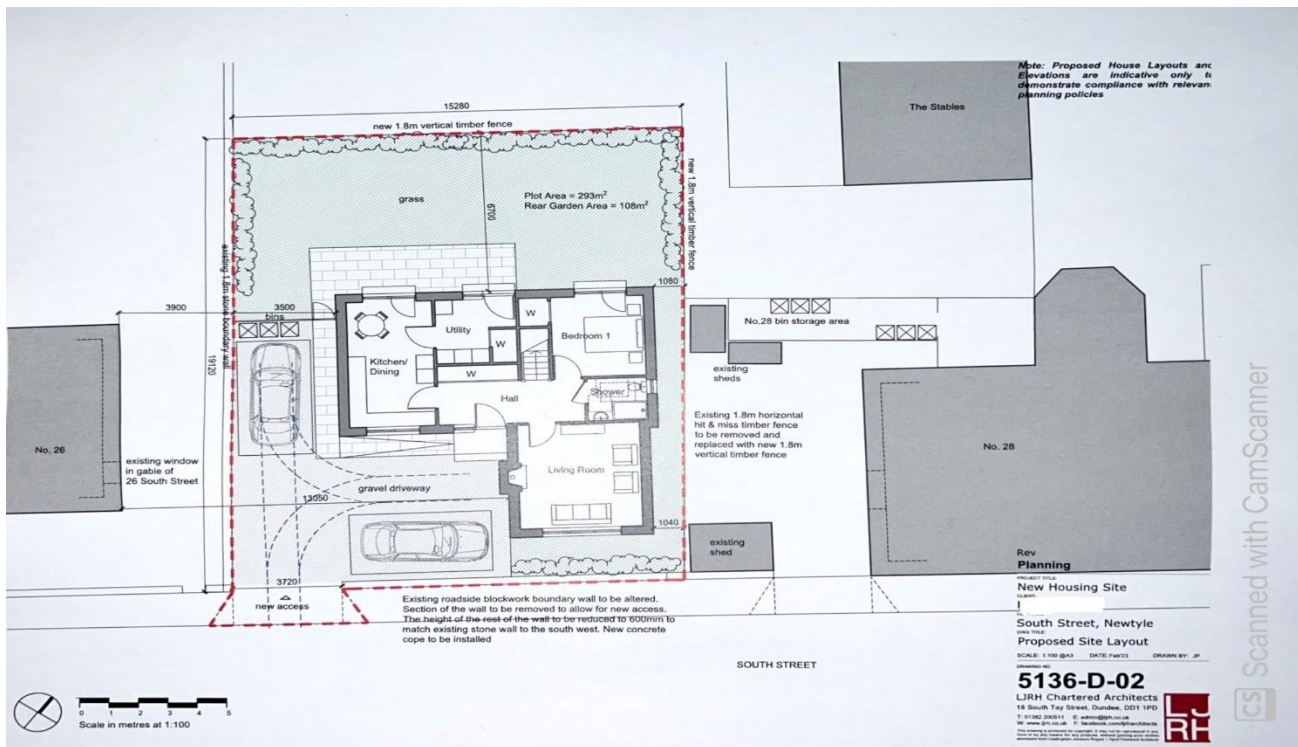 Note: Proposed House Layouts and
Elevations are indicative only to
demonstrate compliance with relevant
planning policies
The Stables
15280
new 1.8m vertical timber fence
new 1.8m vertical timber fence
grass
Plot Area = 293m²
Rear Garden Area = 108m²
6700
existing 1.8m stone boundary wall
19120
3900
3500
bins
1080
W
Utility
W
Bedroom 1
Kitchen/
Dining
W
Hall
Shower
No.28 bin storage area
existing
sheds
Existing 1.8m horizontal
hit & miss timber fence
to be removed and
replaced with new 1.8m
vertical timber fence
No. 26
existing window
in gable of
26 South Street
No. 28
Living Room
gravel driveway
13050
1040
existing
shed
3720
new access
Existing roadside blockwork boundary wall to be altered.
Section of the wall to be removed to allow for new access.
The height of the rest of the wall to be reduced to 600mm to
match existing stone wall to the south west. New concrete
cope to be installed
SOUTH STREET
0 1 2 3 4 5
Scale in metres at 1:100
Rev
Planning
PROJECT TITLE:
New Housing Site
CLIENT:
South Street, Newtyle
DWG TITLE:
Proposed Site Layout
SCALE: 1:100 @A3 DATE: Feb'23 DRAWN BY: JP
DRAWING NO:
5136-D-02
LJRH Chartered Architects
18 South Tay Street, Dundee, DD1 1PD
T: 01382 200511 E: admin@ljrh.co.uk
W: www.ljrh.co.uk F: facebook.com/ljrharchitects
LJ
RH
CS Scanned with CamScanner